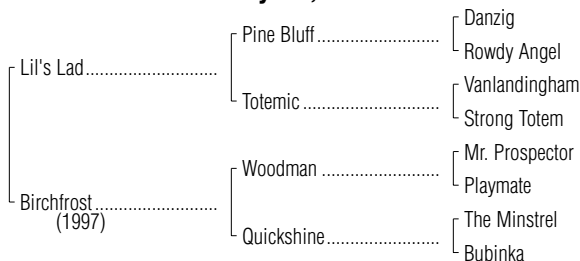 Danzig
Pine Bluff..............................
Rowdy Angel
Lil's Lad................................
Vanlandingham
Totemic..................................
Strong Totem
Mr. Prospector
Woodman..............................
Playmate
Birchfrost..............................
(1997)
The Minstrel
Quickshine............................
Bubinka